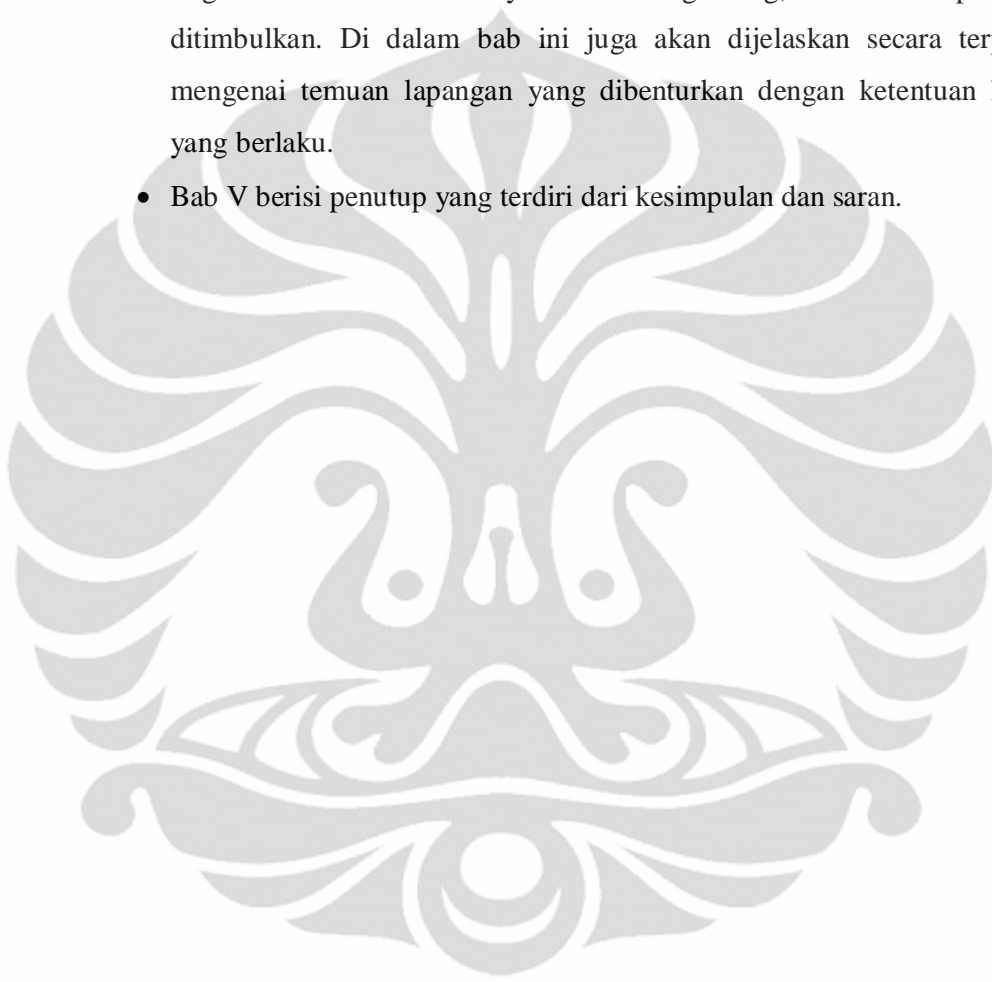 ditimbulkan. Di dalam bab ini juga akan dijelaskan secara
mengenai temuan lapangan yang dibenturkan dengan ketentuan
yang berlaku.
• Bab V berisi penutup yang terdiri dari kesimpulan dan saran.